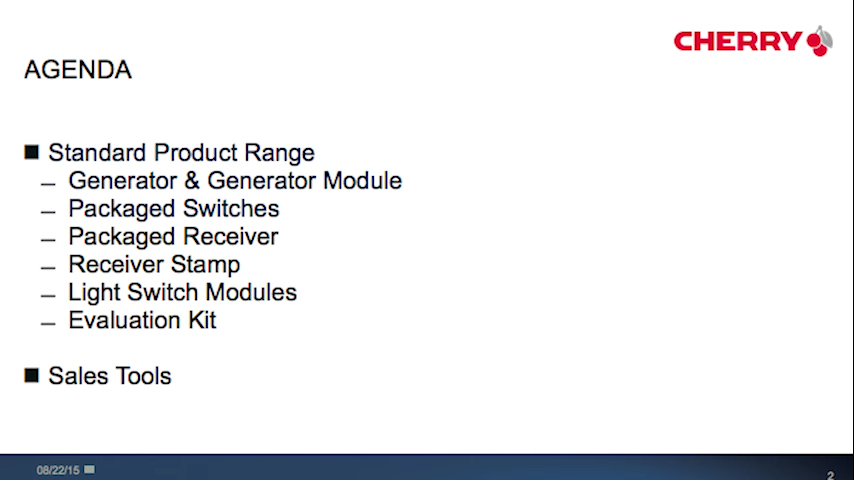 CHERRY
AGENDA
■ Standard Product Range
– Generator & Generator Module
– Packaged Switches
– Packaged Receiver
– Receiver Stamp
– Light Switch Modules
– Evaluation Kit
■ Sales Tools
08/22/15
2